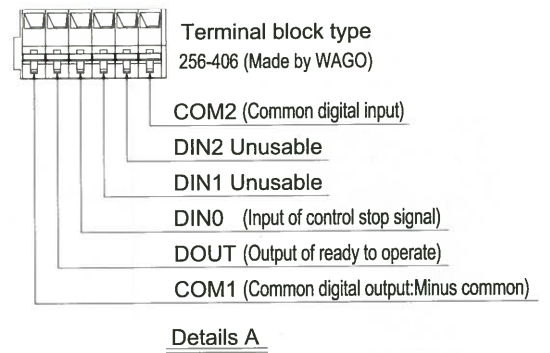 Terminal block type
256-406 (Made by WAGO)
COM2 (Common digital input)
DIN2 Unusable
DIN1 Unusable
DIN0 (Input of control stop signal)
DOUT (Output of ready to operate)
COM1 (Common digital output:Minus common)
Details A